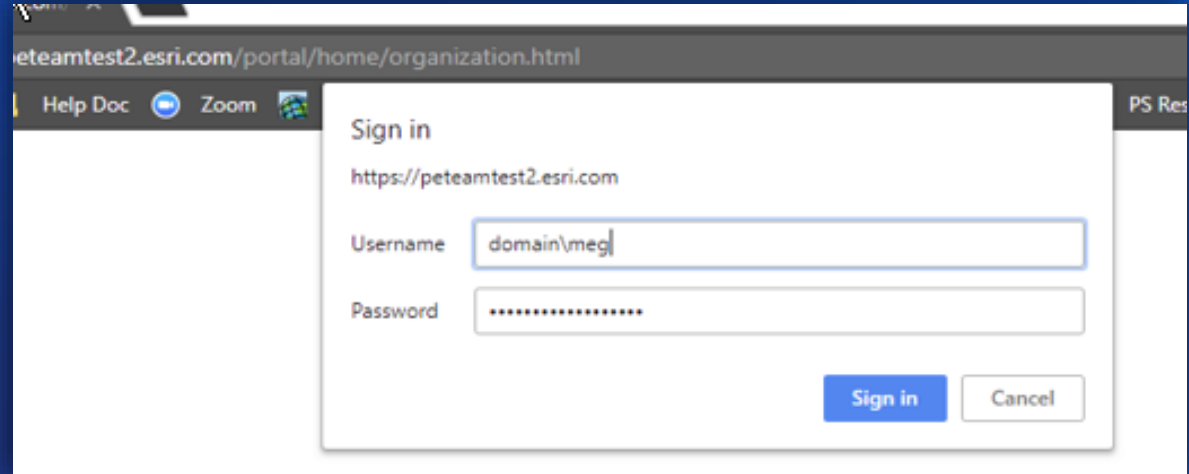 peteamtest2.esri.com/portal/home/organization.html
Help Doc Zoom PS Res
Sign in
https://peteamtest2.esri.com
Username domain\meg
Password ••••••••••••••••••
Sign in Cancel